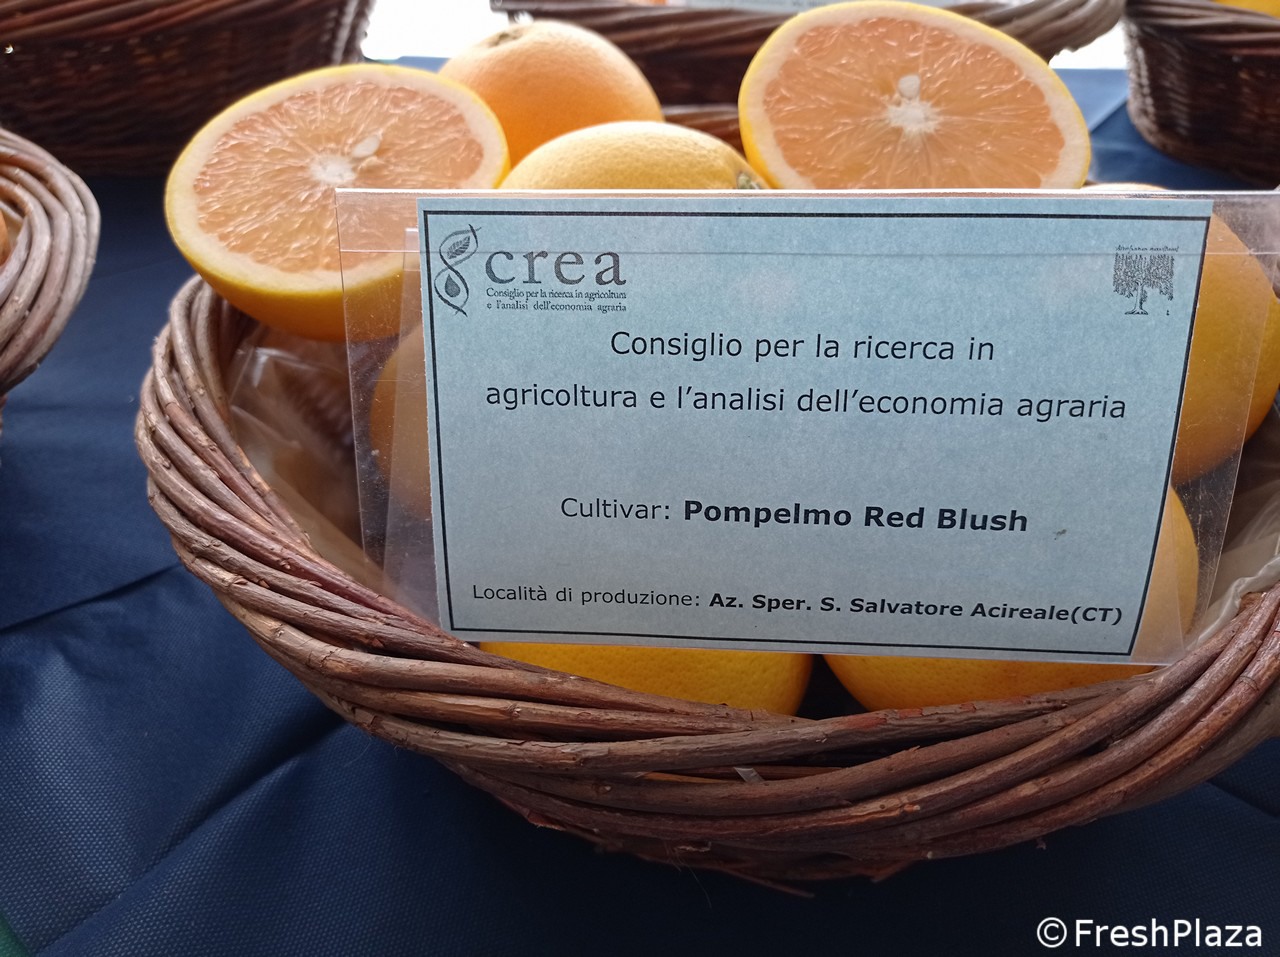 crea
Consiglio per la ricerca in agricoltura
e l'analisi dell'economia agraria
Consiglio per la ricerca in
agricoltura e l'analisi dell'economia agraria
Cultivar: Pompelmo Red Blush
Località di produzione: Az. Sper. S. Salvatore Acireale(CT)
© FreshPlaza